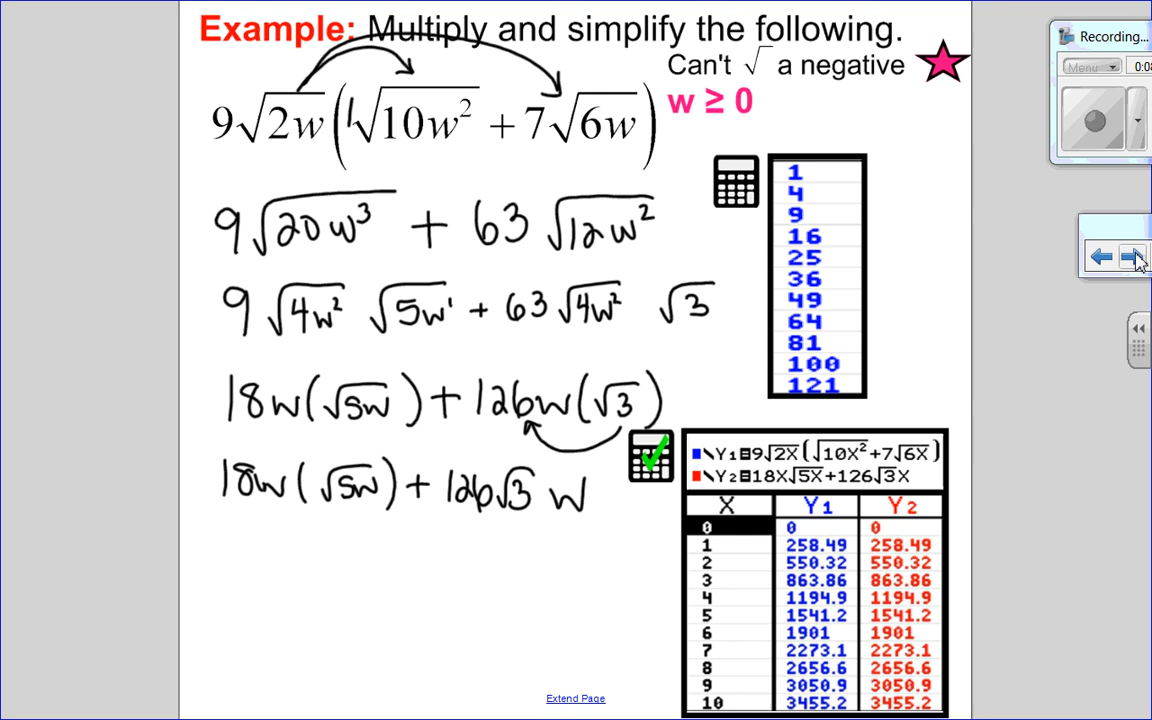 Example: Multiply and simplify the following.
Can't √ a negative
w ≥ 0
9√2w(1√10w² + 7√6w)
9√20w³ + 63√12w²
9√4w² √5w¹ + 63√4w² √3
18w(√5w) + 126w(√3)
18w(√5w) + 126√3 w
1
4
9
16
25
36
49
64
81
100
121
\Y1=9√2X(√10X²+7√6X)
\Y2=18X√5X+126√3X
X Y1 Y2
0 0 0
1 258.49 258.49
2 550.32 550.32
3 863.86 863.86
4 1194.9 1194.9
5 1541.2 1541.2
6 1901 1901
7 2273.1 2273.1
8 2656.6 2656.6
9 3050.9 3050.9
10 3455.2 3455.2
Extend Page
Recording...
Menu